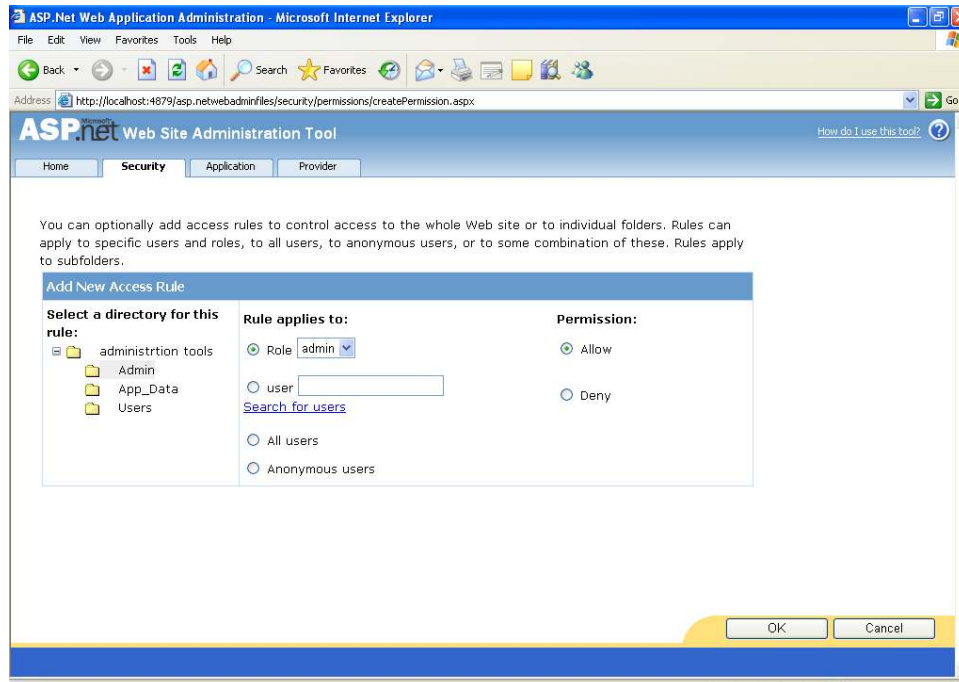 ASP.Net Web Application Administration - Microsoft Internet Explorer
File Edit View Favorites Tools Help
Back Search Favorites
Address http://localhost:4879/asp.netwebadminfiles/security/permissions/createPermission.aspx Go
Microsoft
ASP.net Web Site Administration Tool How do I use this tool? ?
Home Security Application Provider
You can optionally add access rules to control access to the whole Web site or to individual folders. Rules can
apply to specific users and roles, to all users, to anonymous users, or to some combination of these. Rules apply
to subfolders.
Add New Access Rule
Select a directory for this
rule:
administrtion tools
Admin
App_Data
Users
Rule applies to:
Role admin
user
Search for users
All users
Anonymous users
Permission:
Allow
Deny
OK Cancel